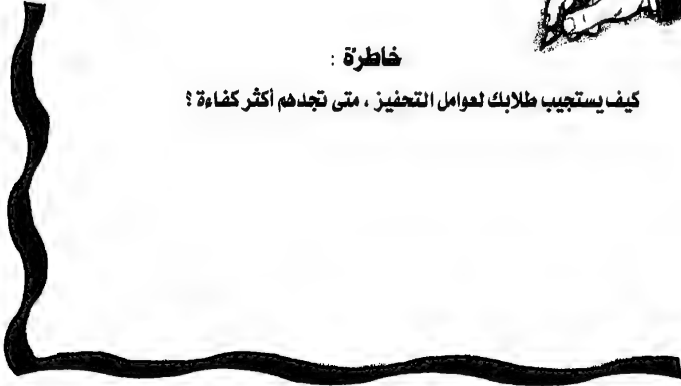 خاطرة :
كيف يستجيب طلابك لعوامل التحفيز ، متى تجدهم أكثر كفاءة ؟